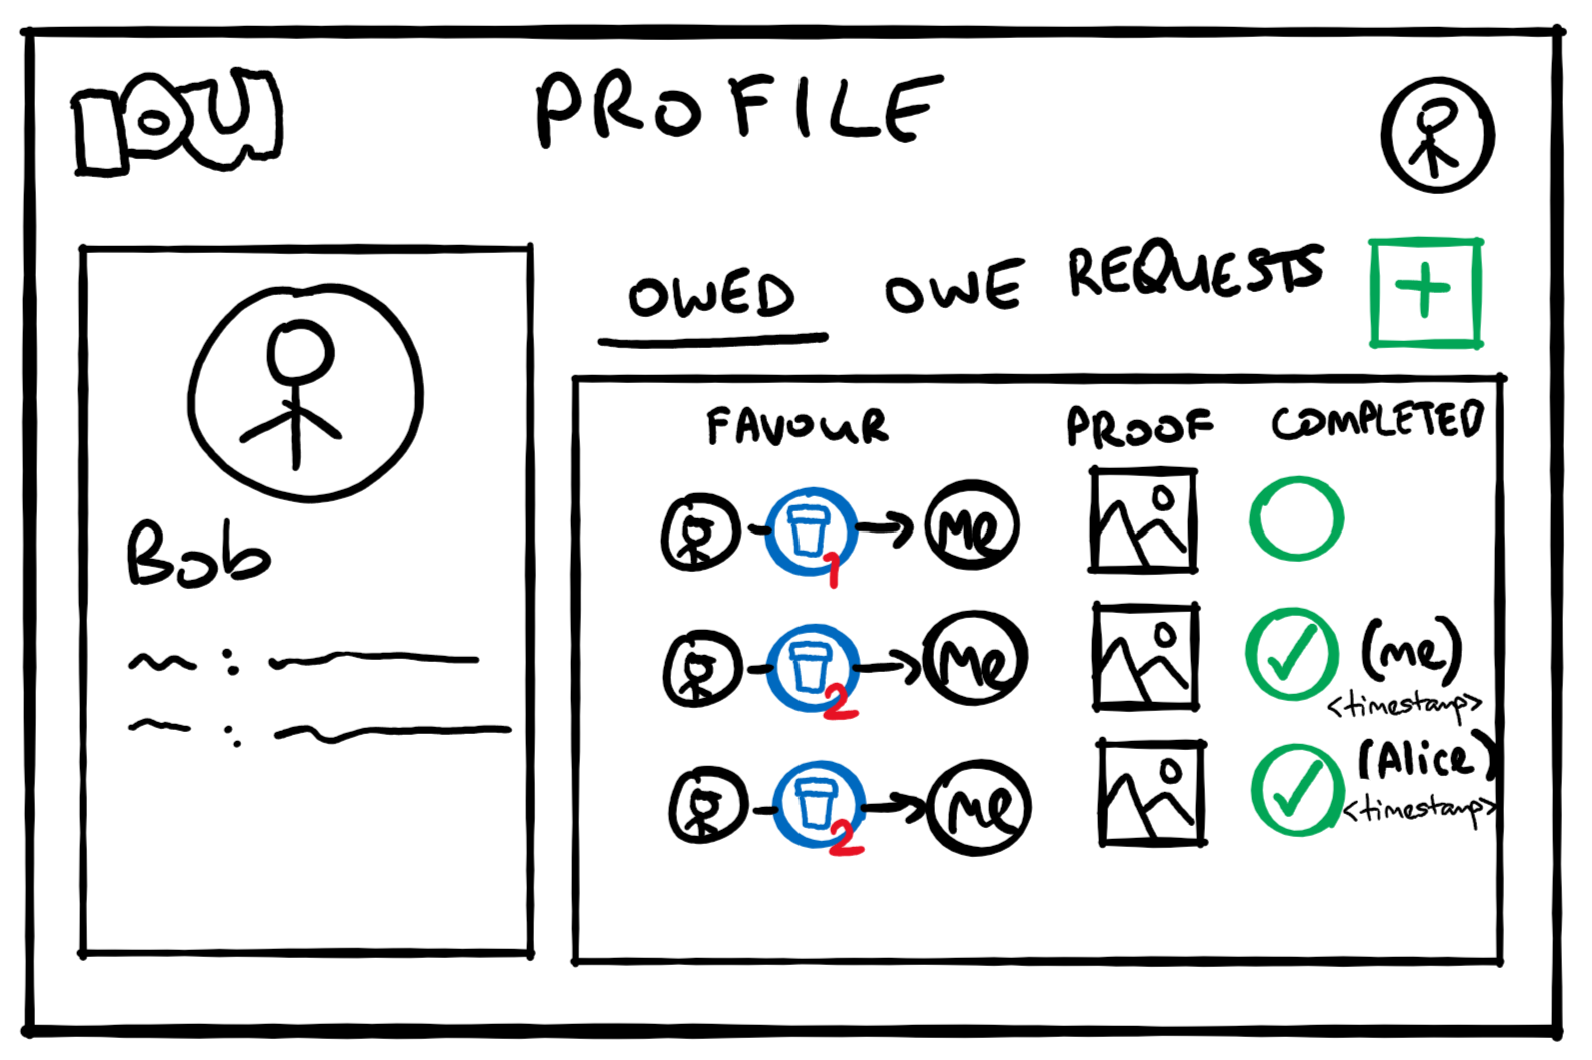 IOU
PROFILE
OWED OWE REQUESTS +
Bob
FAVOUR PROOF COMPLETED
1 Me
2 Me (me)
<timestamp>
2 Me (Alice)
<timestamp>